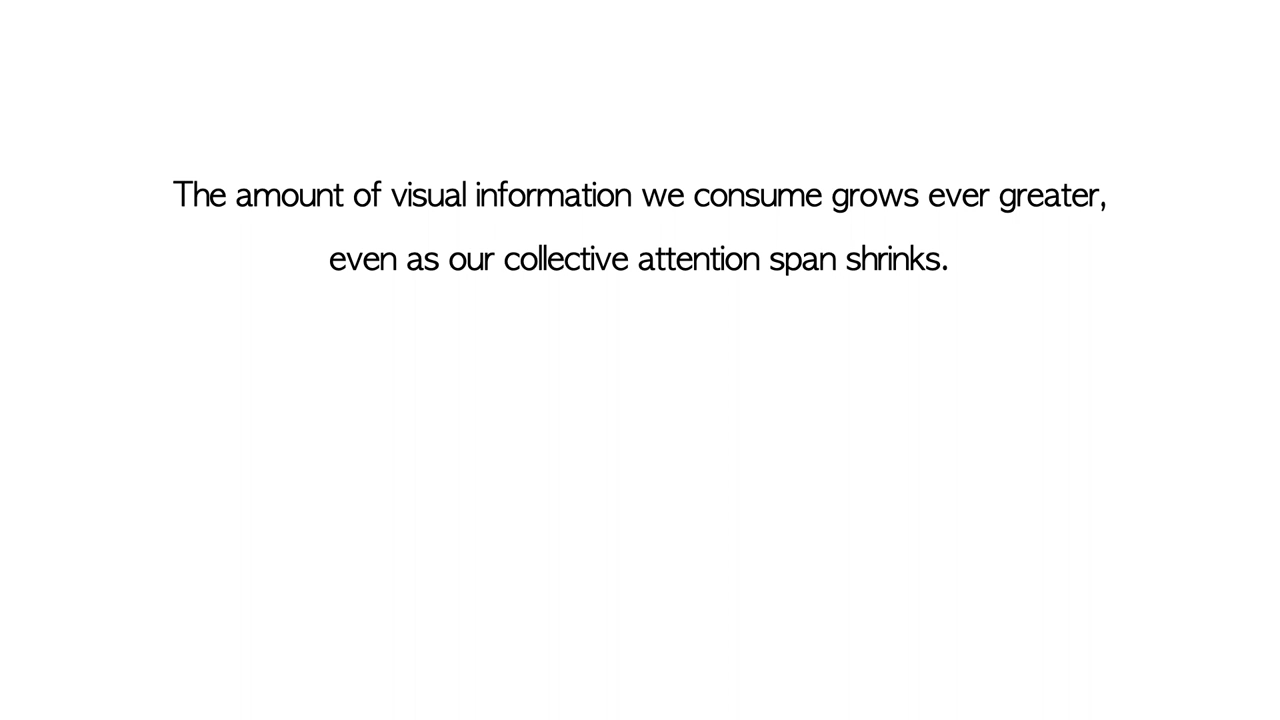 The amount of visual information we consume grows ever greater,
even as our collective attention span shrinks.